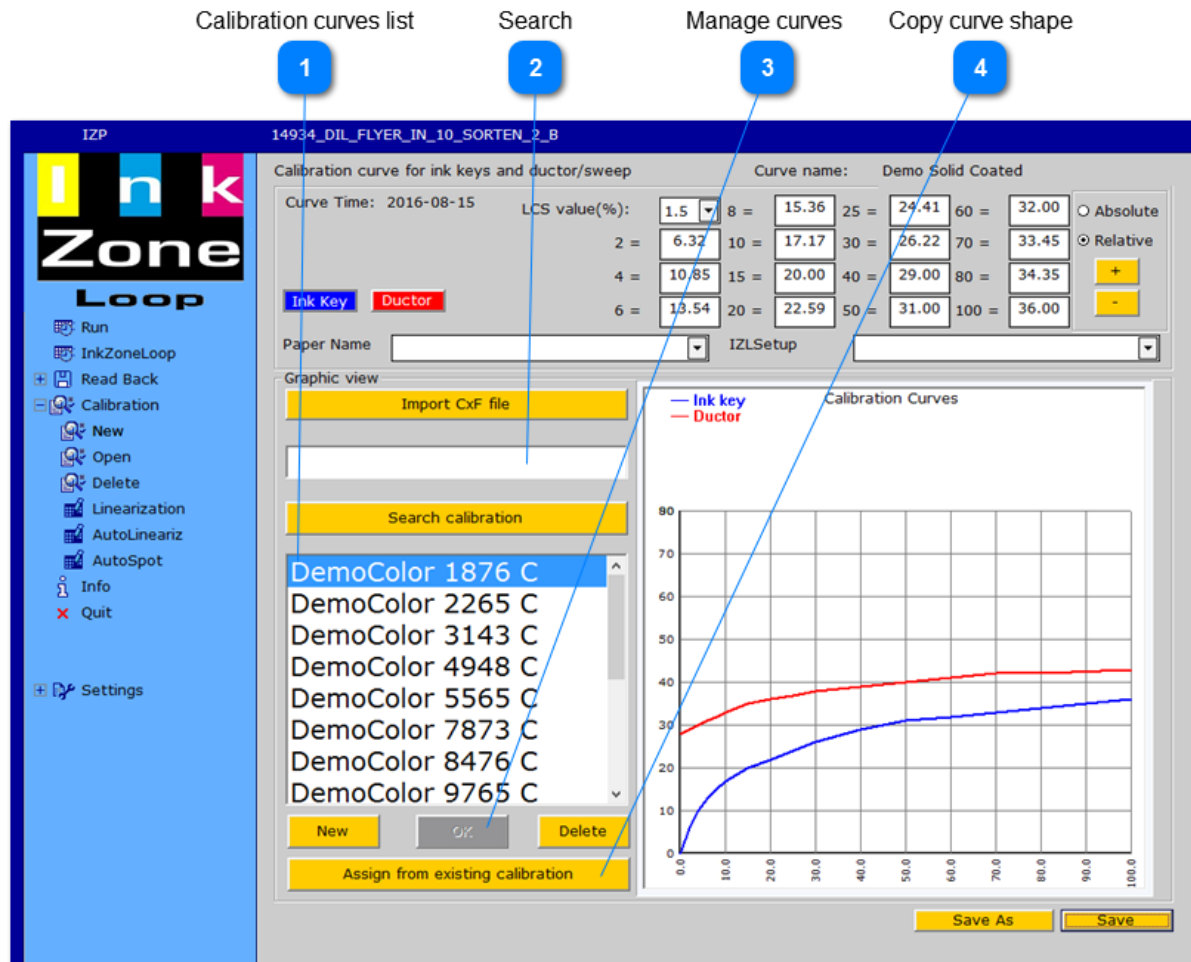 Calibration curves list Search Manage curves Copy curve shape
1 2 3 4
IZP 14934_DIL_FLYER_IN_10_SORTEN_2_B
Ink
Zone
Loop
Run
InkZoneLoop
Read Back
Calibration
New
Open
Delete
Linearization
AutoLineariz
AutoSpot
Info
Quit
Settings
Calibration curve for ink keys and ductor/sweep Curve name: Demo Solid Coated
Curve Time: 2016-08-15 LCS value(%): 1.5 8 = 15.36 25 = 24.41 60 = 32.00 Absolute
2 = 6.32 10 = 17.17 30 = 26.22 70 = 33.45 Relative
4 = 10.85 15 = 20.00 40 = 29.00 80 = 34.35 +
Ink Key Ductor 6 = 13.54 20 = 22.59 50 = 31.00 100 = 36.00 -
Paper Name IZLSetup
Graphic view
Import CxF file
Search calibration
DemoColor 1876 C
DemoColor 2265 C
DemoColor 3143 C
DemoColor 4948 C
DemoColor 5565 C
DemoColor 7873 C
DemoColor 8476 C
DemoColor 9765 C
New OK Delete
Assign from existing calibration
Calibration Curves
Ink key
Ductor
80
70
60
50
40
30
20
10
0
0.0 10.0 20.0 30.0 40.0 50.0 60.0 70.0 80.0 90.0 100.0
Save As Save